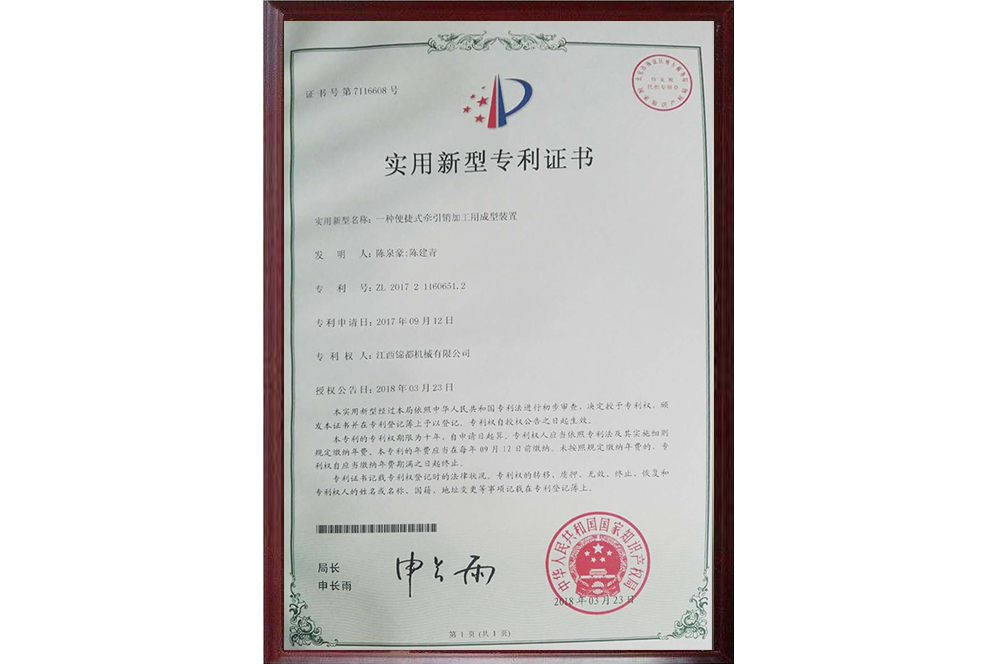 证书号第7116608号
实用新型专利证书
实用新型名称：一种便捷式牵引销加工用成型装置
发 明 人：陈泉豪;陈建青
专 利 号：ZL 2017 2 1160651.2
专利申请日：2017年09月12日
专 利 权 人：江西锦都机械有限公司
授权公告日：2018年03月23日
本实用新型经过本局依照中华人民共和国专利法进行初步审查，决定授予专利权，颁
发本证书并在专利登记簿上予以登记。专利权自授权公告之日起生效。
本专利的专利权期限为十年，自申请日起算。专利权人应当依照专利法及其实施细则
规定缴纳年费。本专利的年费应当在每年09月12日前缴纳。未按照规定缴纳年费的，专
利权自应当缴纳年费期满之日起终止。
专利证书记载专利权登记时的法律状况。专利权的转移、质押、无效、终止、恢复和
专利权人的姓名或名称、国籍、地址变更等事项记载在专利登记簿上。
局长
申长雨
申长雨
中华人民共和国国家知识产权局
2018年03月23日
第 1 页 (共 1 页)